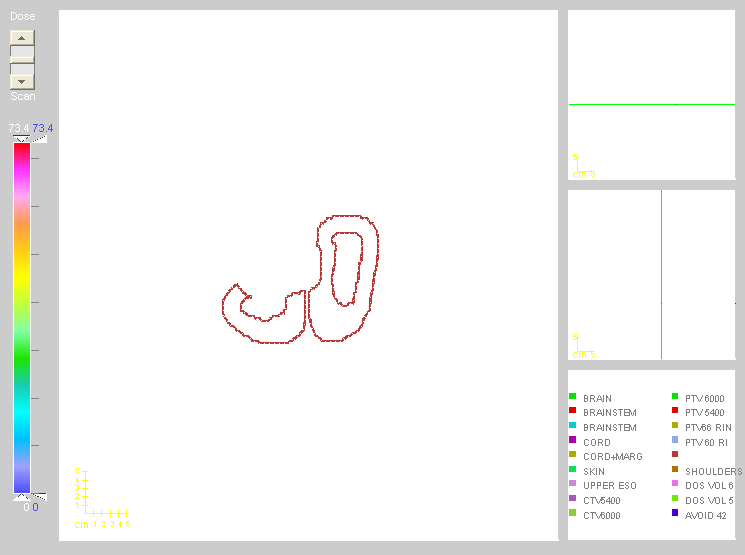 Dose
Scan
73.4 73.4
0 0
5
4
3
2
1
cm 1 2 3 4 5
5
cm 5
5
cm 5
BRAIN
BRAINSTEM
BRAINSTEM
CORD
CORD+MARG
SKIN
UPPER ESO
CTV5400
CTV6000
PTV6000
PTV5400
PTV66 RIN
PTV60 RI
SHOULDERS
DOS VOL 6
DOS VOL 5
AVOID 42